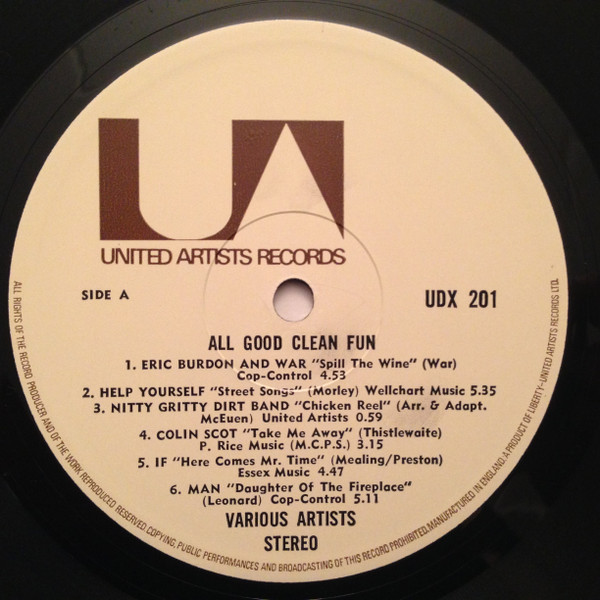 UA
UNITED ARTISTS RECORDS
SIDE A
UDX 201
ALL GOOD CLEAN FUN
1. ERIC BURDON AND WAR "Spill The Wine" (War)
Cop-Control 4.53
2. HELP YOURSELF "Street Songs" (Morley) Wellchart Music 5.35
3. NITTY GRITTY DIRT BAND "Chicken Reel" (Arr. & Adapt.
McEuen) United Artists 0.59
4. COLIN SCOT "Take Me Away" (Thistlewaite)
P. Rice Music (M.C.P.S.) 3.15
5. IF "Here Comes Mr. Time" (Mealing/Preston)
Essex Music 4.47
6. MAN "Daughter Of The Fireplace"
(Leonard) Cop-Control 5.11
VARIOUS ARTISTS
STEREO
ALL RIGHTS OF THE RECORD PRODUCER AND OF THE WORK REPRODUCED RESERVED. COPYING, PUBLIC PERFORMANCES AND BROADCASTING OF THIS RECORD PROHIBITED. MANUFACTURED IN ENGLAND. A PRODUCT OF LIBERTY-UNITED ARTISTS RECORDS LTD.